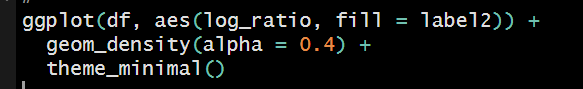 ggplot(df, aes(log_ratio, fill = label2)) +
  geom_density(alpha = 0.4) +
  theme_minimal()